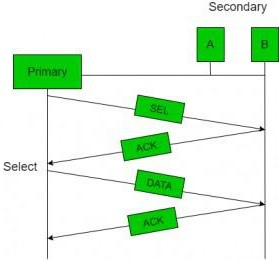 Secondary
A B
Primary
SEL
ACK
Select
DATA
ACK